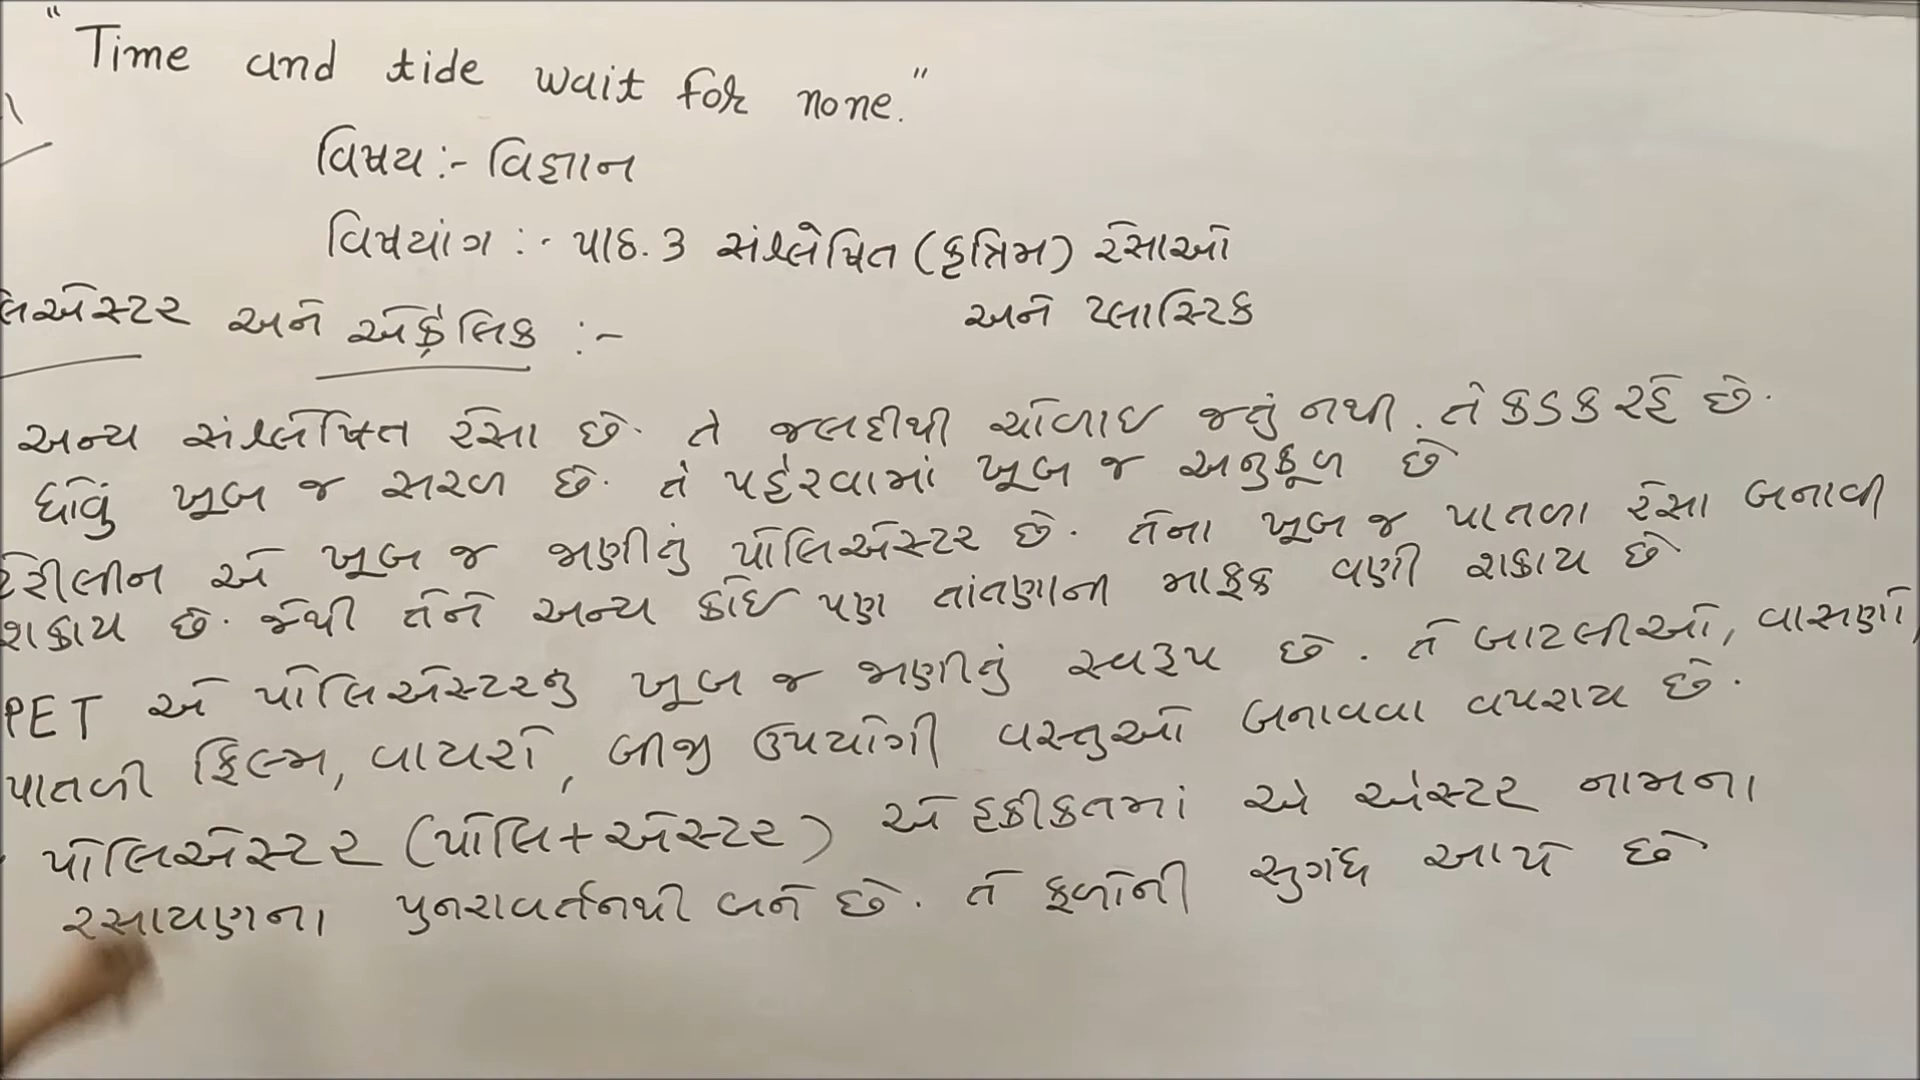 "Time and tide wait for none."
વિષય :- વિજ્ઞાન
વિષયાંગ :- પાઠ. 3 સંશ્લેષિત (કૃત્રિમ) રેસાઓ
અને પ્લાસ્ટિક
લિએસ્ટર અને એક્રેલિક :-
અન્ય સંશ્લેષિત રેસા છે. તે જલદીથી ચોળાઇ જતું નથી. તે કડક રહે છે.
ધોવું ખૂબ જ સરળ છે. તે પહેરવામાં ખૂબ જ અનુકૂળ છે
ટેરીલીન એ ખૂબ જ જાણીતું પોલિએસ્ટર છે. તેના ખૂબ જ પાતળા રેસા બનાવી
શકાય છે. જેથી તેને અન્ય કોઇ પણ તાંતણાની માફક વણી શકાય છે
PET એ પોલિએસ્ટરનુ ખૂબ જ જાણીતું સ્વરૂપ છે. તે બાટલીઓ, વાસણો,
પાતળી ફિલ્મ, વાયરો, બીજી ઉપયોગી વસ્તુઓ બનાવવા વપરાય છે.
પોલિએસ્ટર (પોલિ+એસ્ટર) એ હકીકતમાં એ એસ્ટર નામના
રસાયણના પુનરાવર્તનથી બને છે. તે ફળોની સુગંધ આપે છે